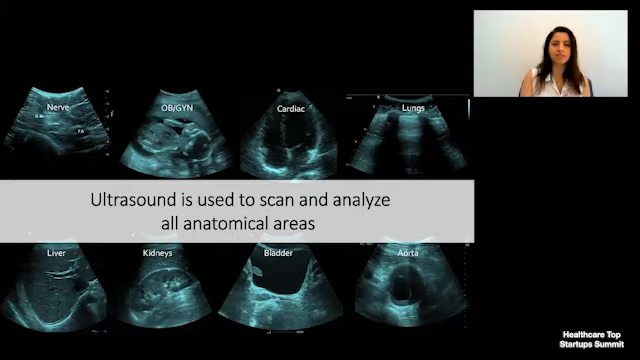 Nerve
OB/GYN
Cardiac
Lungs
FA
Ultrasound is used to scan and analyze
all anatomical areas
Liver
Kidneys
Bladder
Aorta
Healthcare Top
Startups Summit